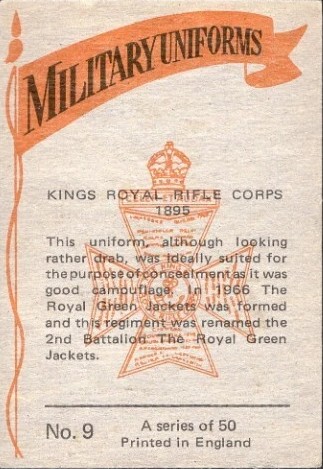 MILITARY UNIFORMS
KINGS ROYAL RIFLE CORPS
1895
This uniform, although looking
rather drab, was ideally suited for
the purpose of concealment as it was
good camouflage. In 1966 The
Royal Green Jackets was formed
and this regiment was renamed the
2nd Battalion The Royal Green
Jackets.
No. 9
A series of 50
Printed in England